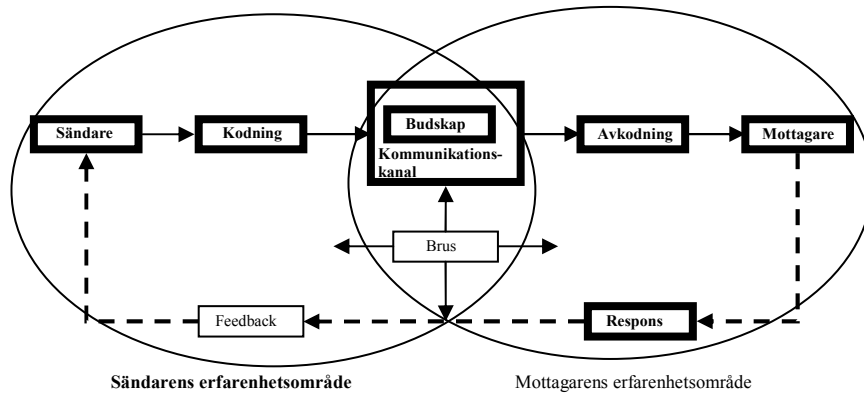 Sändare
Kodning
Budskap
Kommunikations-
kanal
Avkodning
Mottagare
Brus
Feedback
Respons
Sändarens erfarenhetsområde
Mottagarens erfarenhetsområde